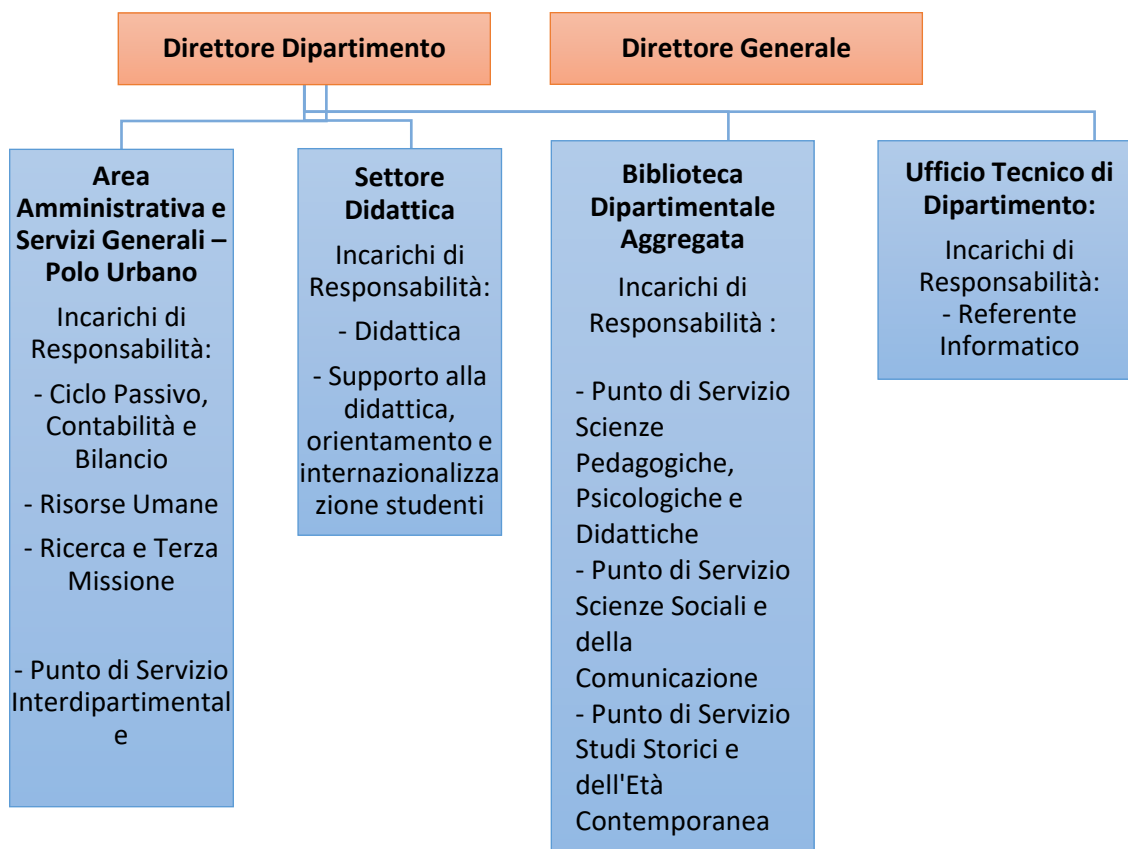 Direttore Dipartimento
Direttore Generale
Area
Amministrativa e
Servizi Generali –
Polo Urbano
Incarichi di
Responsabilità:
- Ciclo Passivo,
Contabilità e
Bilancio
- Risorse Umane
- Ricerca e Terza
Missione
- Punto di Servizio
Interdipartimental
e
Settore
Didattica
Incarichi di
Responsabilità:
- Didattica
- Supporto alla
didattica,
orientamento e
internazionalizza
zione studenti
Biblioteca
Dipartimentale
Aggregata
Incarichi di
Responsabilità :
- Punto di Servizio
Scienze
Pedagogiche,
Psicologiche e
Didattiche
- Punto di Servizio
Scienze Sociali e
della
Comunicazione
- Punto di Servizio
Studi Storici e
dell'Età
Contemporanea
Ufficio Tecnico di
Dipartimento:
Incarichi di
Responsabilità:
- Referente
Informatico